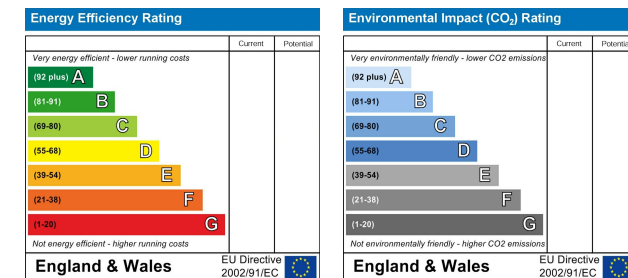 Energy Efficiency Rating
Current Potential
Very energy efficient - lower running costs
(92 plus) A
(81-91) B
(69-80) C
(55-68) D
(39-54) E
(21-38) F
(1-20) G
Not energy efficient - higher running costs
England & Wales
EU Directive
2002/91/EC
Environmental Impact (CO₂) Rating
Current Potential
Very environmentally friendly - lower CO2 emissions
(92 plus) A
(81-91) B
(69-80) C
(55-68) D
(39-54) E
(21-38) F
(1-20) G
Not environmentally friendly - higher CO2 emissions
England & Wales
EU Directive
2002/91/EC